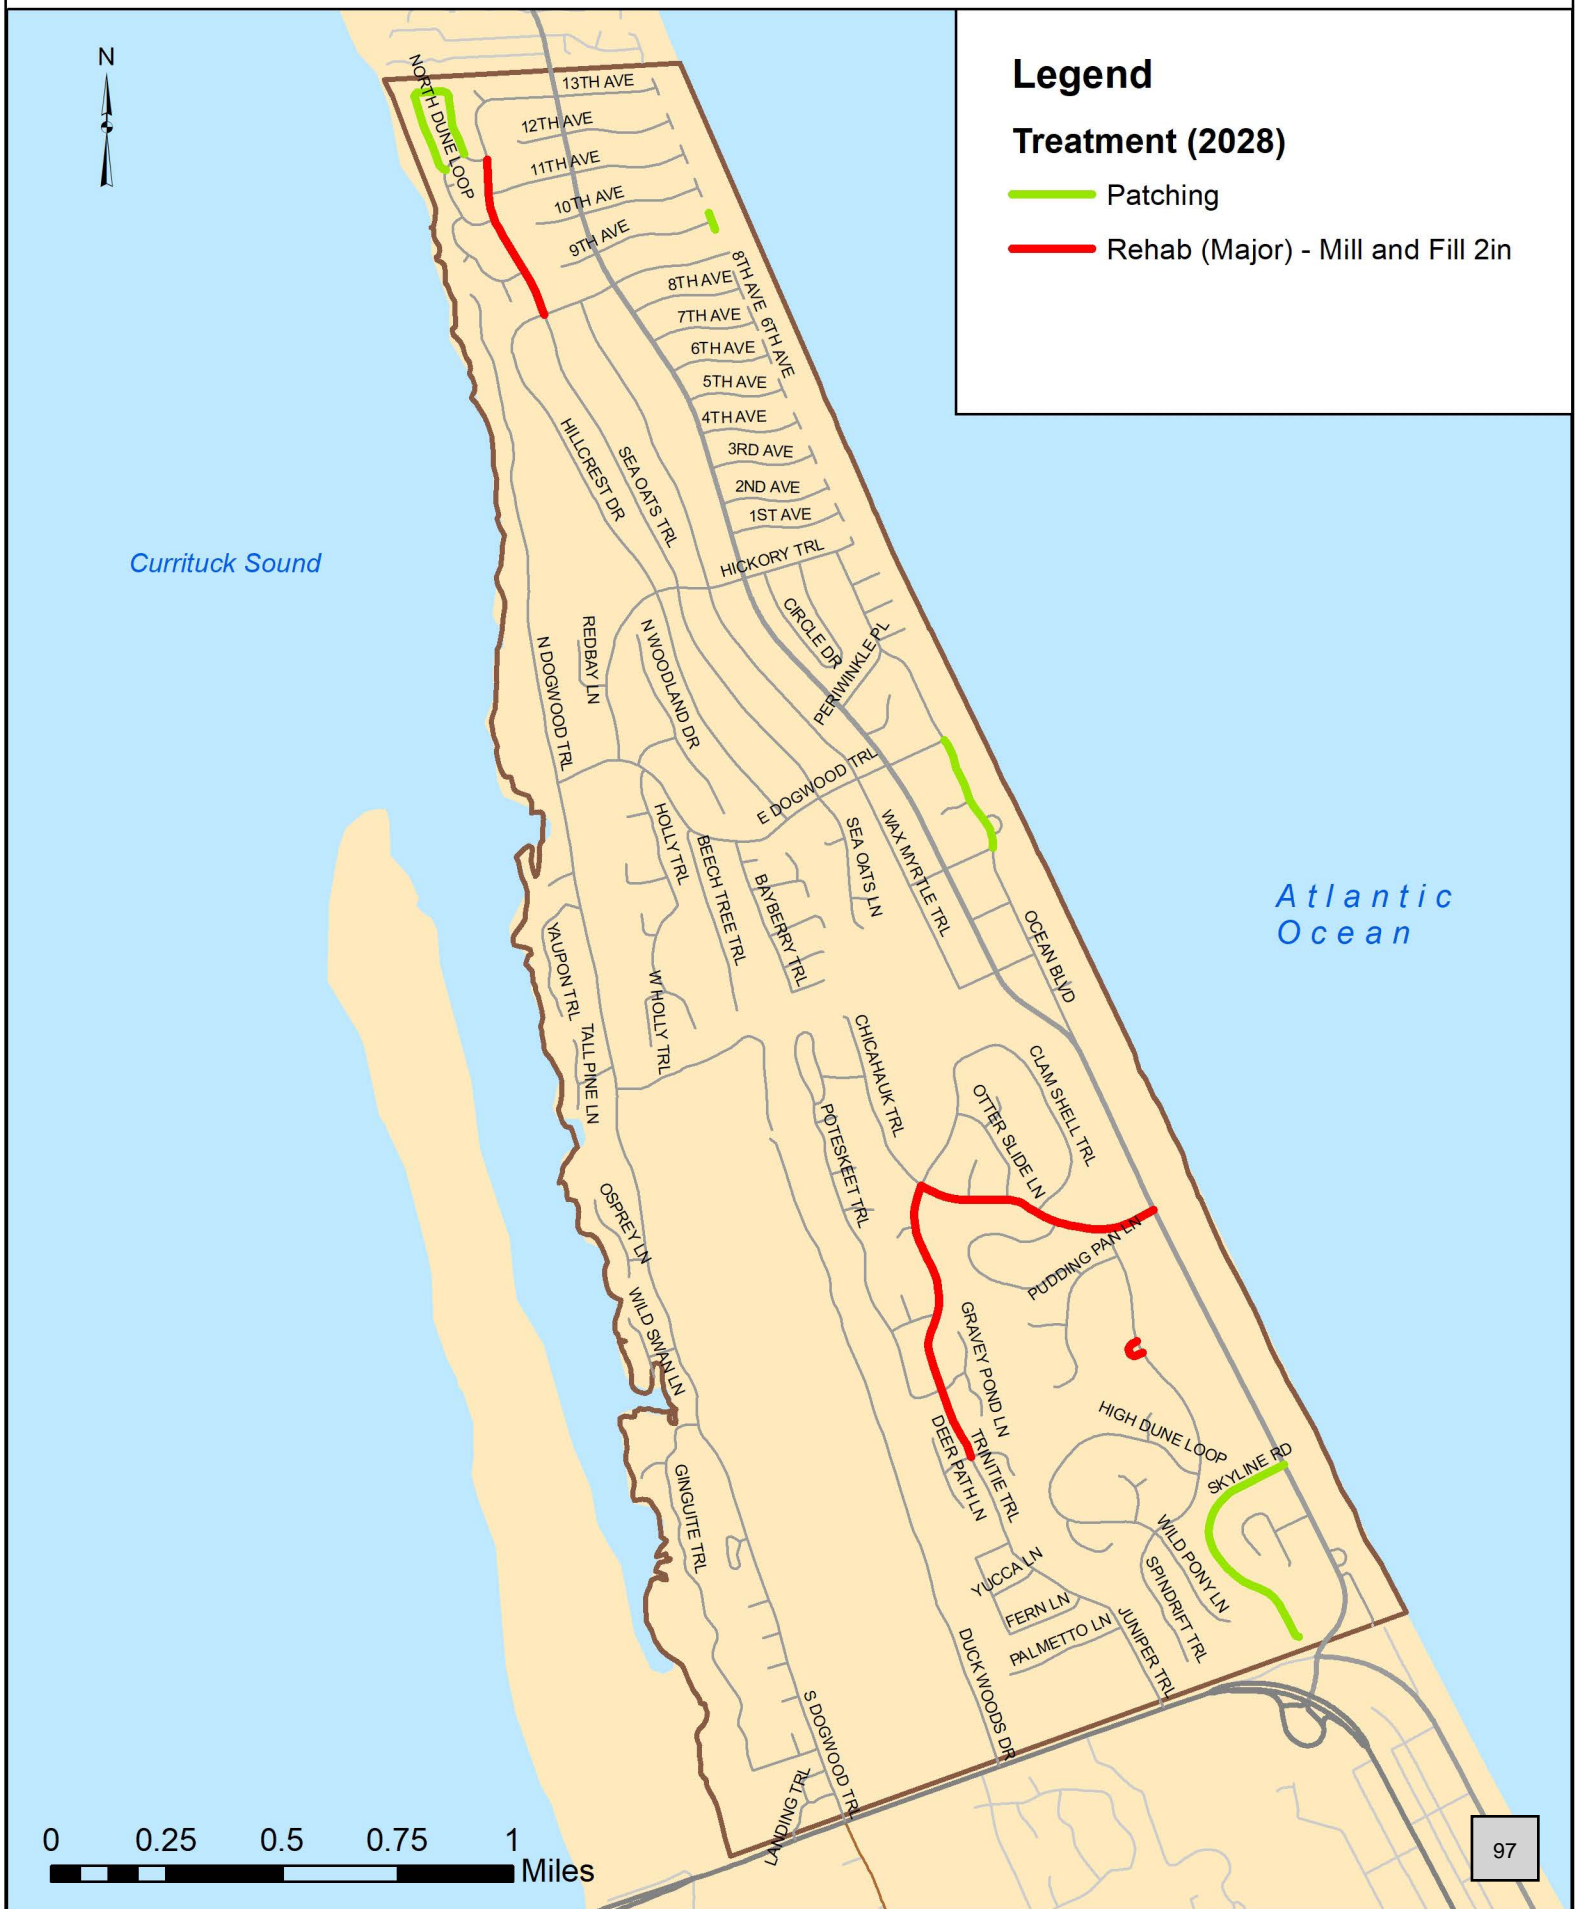 Legend
Treatment (2028)
Patching
Rehab (Major) - Mill and Fill 2in
N
NORTH DUNE LOOP
13TH AVE
12TH AVE
11TH AVE
10TH AVE
9TH AVE
8TH AVE
8TH AVE
7TH AVE
6TH AVE
6TH AVE
5TH AVE
4TH AVE
3RD AVE
2ND AVE
1ST AVE
HICKORY TRL
HILLCREST DR
SEA OATS TRL
Currituck Sound
CIRCLE DR
PERIWINKLE PL
REDBAY LN
N WOODLAND DR
N DOGWOOD TRL
E DOGWOOD TRL
HOLLY TRL
BEECH TREE TRL
BAYBERRY TRL
SEA OATS LN
WAX MYRTLE TRL
OCEAN BLVD
Atlantic
Ocean
YAUPON TRL
W HOLLY TRL
TALL PINE LN
CHICAHAUK TRL
CLAM SHELL TRL
OTTER SLIDE LN
POTESKEET TRL
OSPREY LN
PUDDING PAN LN
WILD SWAN LN
GRAVEY POND LN
HIGH DUNE LOOP
DEER PATH LN
TRINITIE TRL
SKYLINE RD
GINGUITE TRL
WILD PONY LN
SPINDRIFT TRL
YUCCA LN
FERN LN
PALMETTO LN
JUNIPER TRL
DUCK WOODS DR
S DOGWOOD TRL
LANDING TRL
0 0.25 0.5 0.75 1
Miles
97